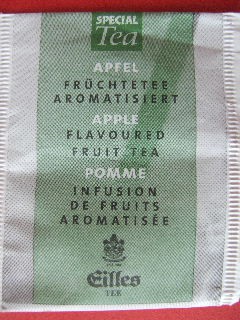 SPECIAL
Tea
APFEL
FRÜCHTETEE
AROMATISIERT
APPLE
FLAVOURED
FRUIT TEA
POMME
INFUSION
DE FRUITS
AROMATISÉE
Eilles
TEE